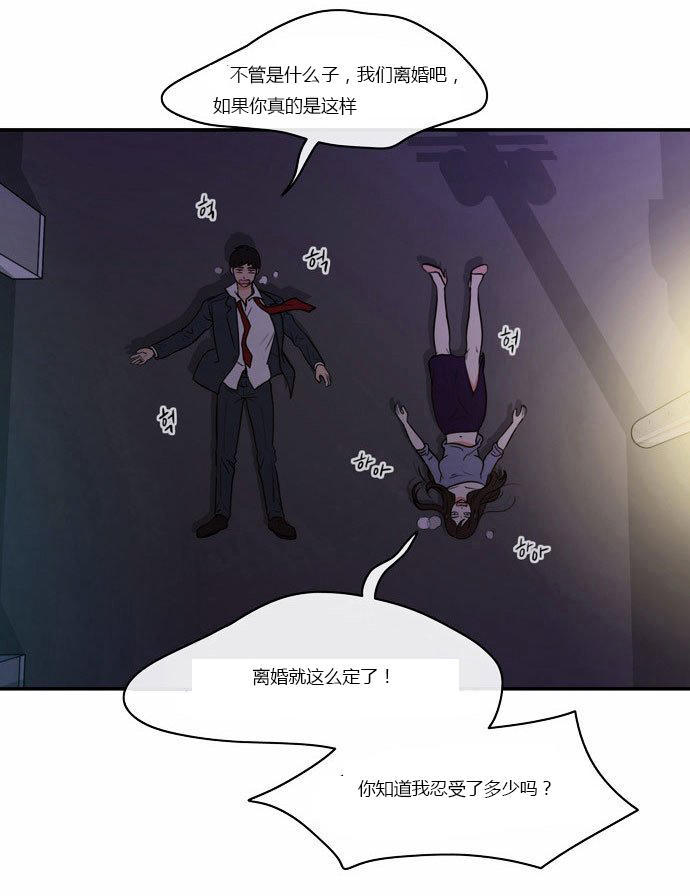 不管是什么子，我们离婚吧，
如果你真的是这样
헉
헉
헉
헉
하아
하아
离婚就这么定了！
你知道我忍受了多少吗？